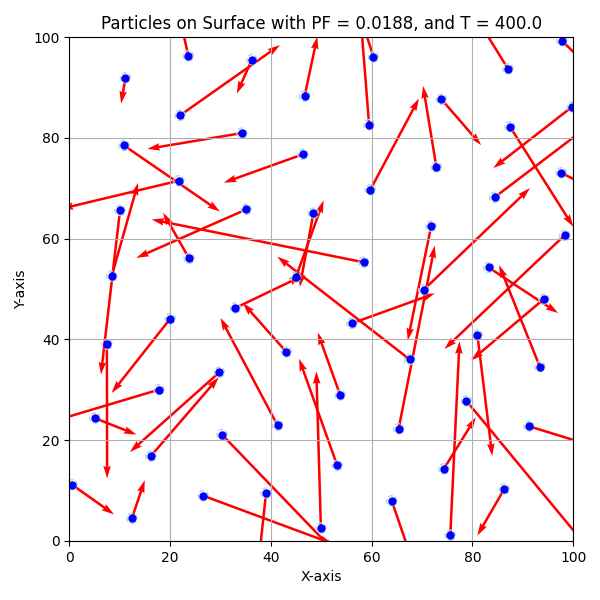 Particles on Surface with PF = 0.0188, and T = 400.0
100
80
60
40
20
0
Y-axis
0 20 40 60 80 100
X-axis